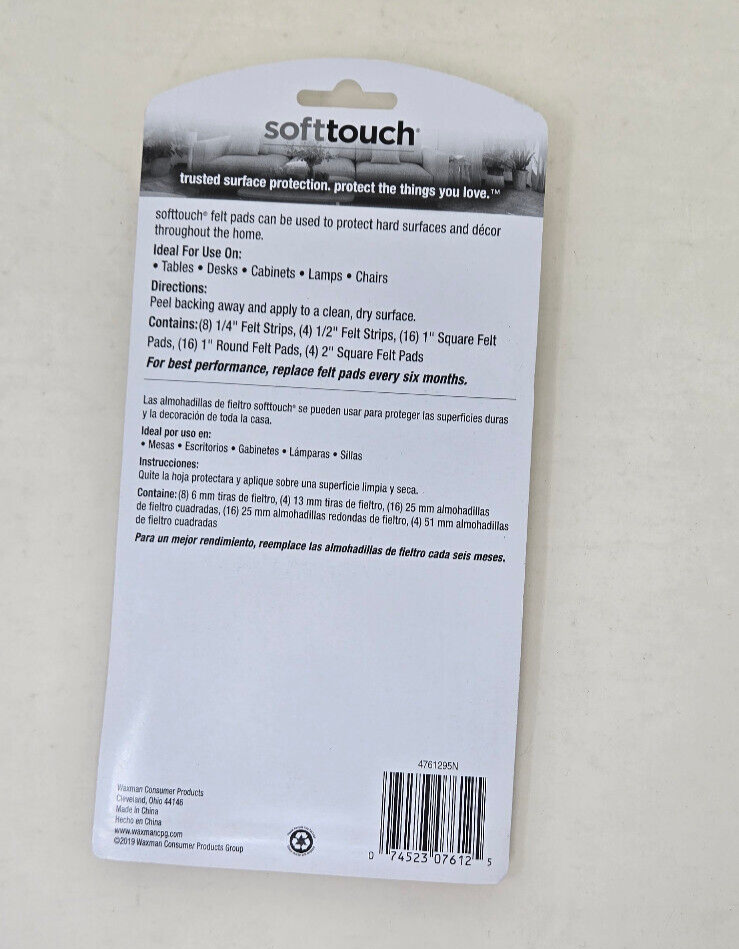 softtouch®
trusted surface protection. protect the things you love.™
softtouch® felt pads can be used to protect hard surfaces and décor
throughout the home.
Ideal For Use On:
• Tables • Desks • Cabinets • Lamps • Chairs
Directions:
Peel backing away and apply to a clean, dry surface.
Contains:(8) 1/4" Felt Strips, (4) 1/2" Felt Strips, (16) 1" Square Felt
Pads, (16) 1" Round Felt Pads, (4) 2" Square Felt Pads
For best performance, replace felt pads every six months.
Las almohadillas de fieltro softtouch® se pueden usar para proteger las superficies duras
y la decoración de toda la casa.
Ideal por uso en:
• Mesas • Escritorios • Gabinetes • Lámparas • Sillas
Instrucciones:
Quite la hoja protectara y aplique sobre una superficie limpia y seca.
Containe:(8) 6 mm tiras de fieltro, (4) 13 mm tiras de fieltro, (16) 25 mm almohadillas
de fieltro cuadradas, (16) 25 mm almohadillas redondas de fieltro, (4) 51 mm almohadillas
de fieltro cuadradas
Para un mejor rendimiento, reemplace las almohadillas de fieltro cada seis meses.
4761295N
Waxman Consumer Products
Cleveland, Ohio 44146
Made in China
Hecho en China
www.waxmancpg.com
©2019 Waxman Consumer Products Group
0 74523 07612 5